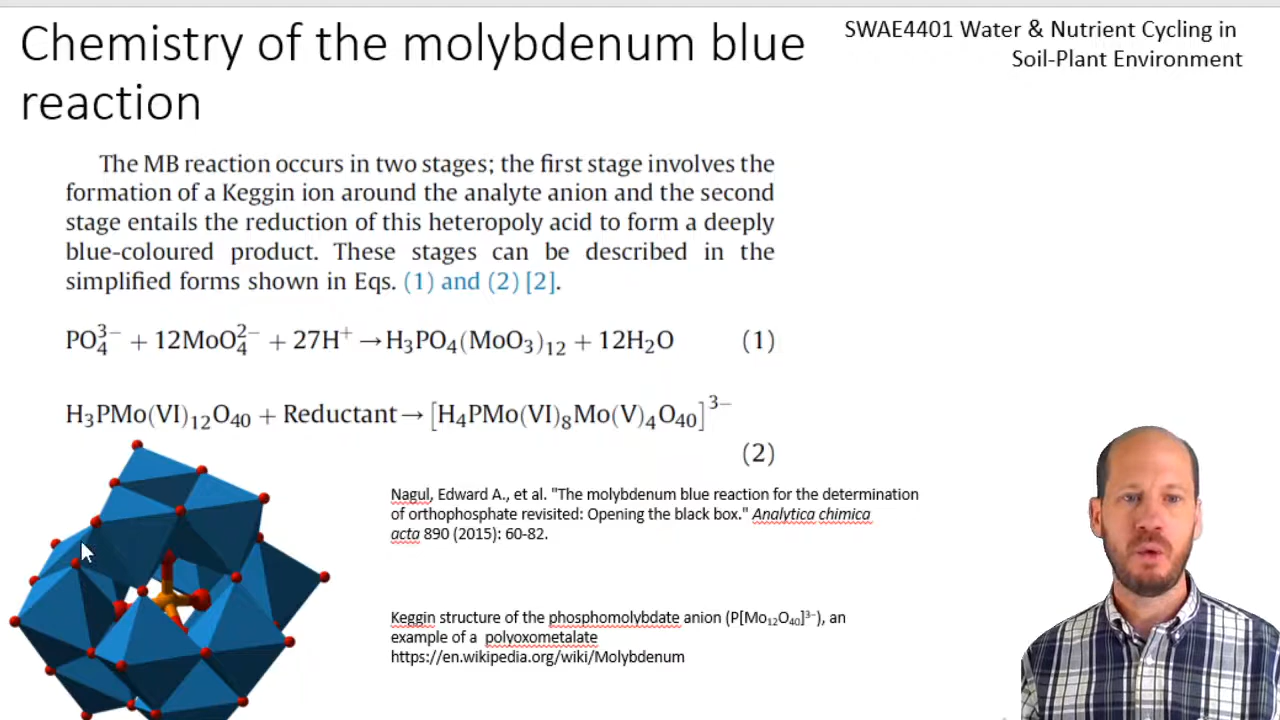 Chemistry of the molybdenum blue
reaction
SWAE4401 Water & Nutrient Cycling in
Soil-Plant Environment
The MB reaction occurs in two stages; the first stage involves the
formation of a Keggin ion around the analyte anion and the second
stage entails the reduction of this heteropoly acid to form a deeply
blue-coloured product. These stages can be described in the
simplified forms shown in Eqs. (1) and (2) [2].
PO₄³⁻ + 12MoO₄²⁻ + 27H⁺ → H₃PO₄(MoO₃)₁₂ + 12H₂O (1)
H₃PMo(VI)₁₂O₄₀ + Reductant → [H₄PMo(VI)₈Mo(V)₄O₄₀]³⁻
(2)
Nagul, Edward A., et al. "The molybdenum blue reaction for the determination
of orthophosphate revisited: Opening the black box." Analytica chimica
acta 890 (2015): 60-82.
Keggin structure of the phosphomolybdate anion (P[Mo₁₂O₄₀]³⁻), an
example of a polyoxometalate
https://en.wikipedia.org/wiki/Molybdenum